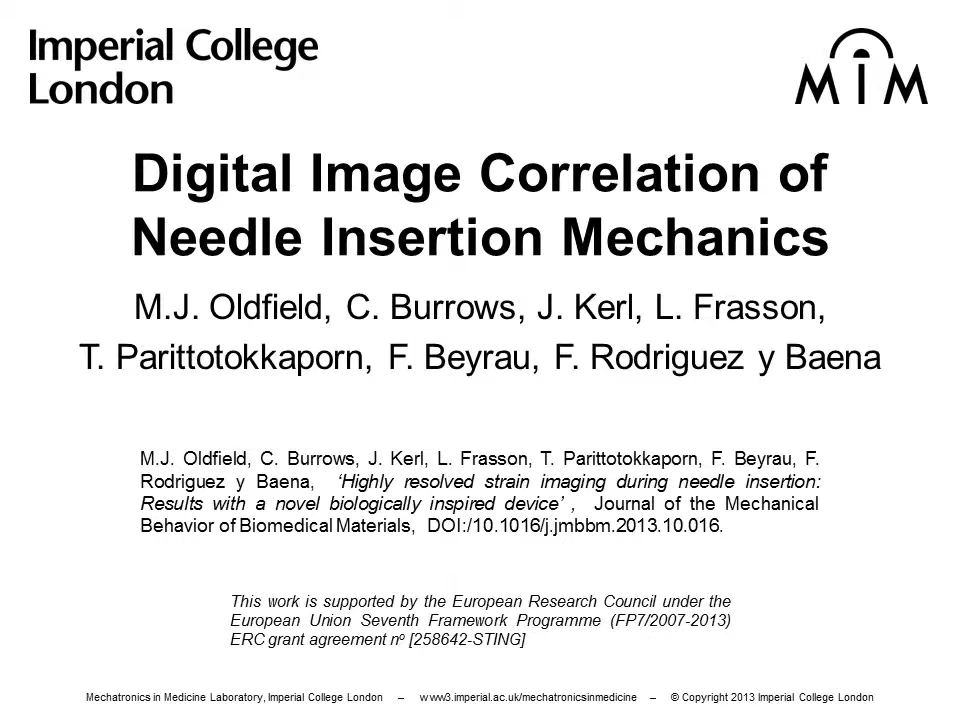 Imperial College
London
MIM
Digital Image Correlation of
Needle Insertion Mechanics
M.J. Oldfield, C. Burrows, J. Kerl, L. Frasson,
T. Parittotokkaporn, F. Beyrau, F. Rodriguez y Baena
M.J. Oldfield, C. Burrows, J. Kerl, L. Frasson, T. Parittotokkaporn, F. Beyrau, F.
Rodriguez y Baena, ‘Highly resolved strain imaging during needle insertion:
Results with a novel biologically inspired device’ , Journal of the Mechanical
Behavior of Biomedical Materials, DOI:/10.1016/j.jmbbm.2013.10.016.
This work is supported by the European Research Council under the
European Union Seventh Framework Programme (FP7/2007-2013)
ERC grant agreement nº [258642-STING]
Mechatronics in Medicine Laboratory, Imperial College London – www3.imperial.ac.uk/mechatronicsinmedicine – © Copyright 2013 Imperial College London